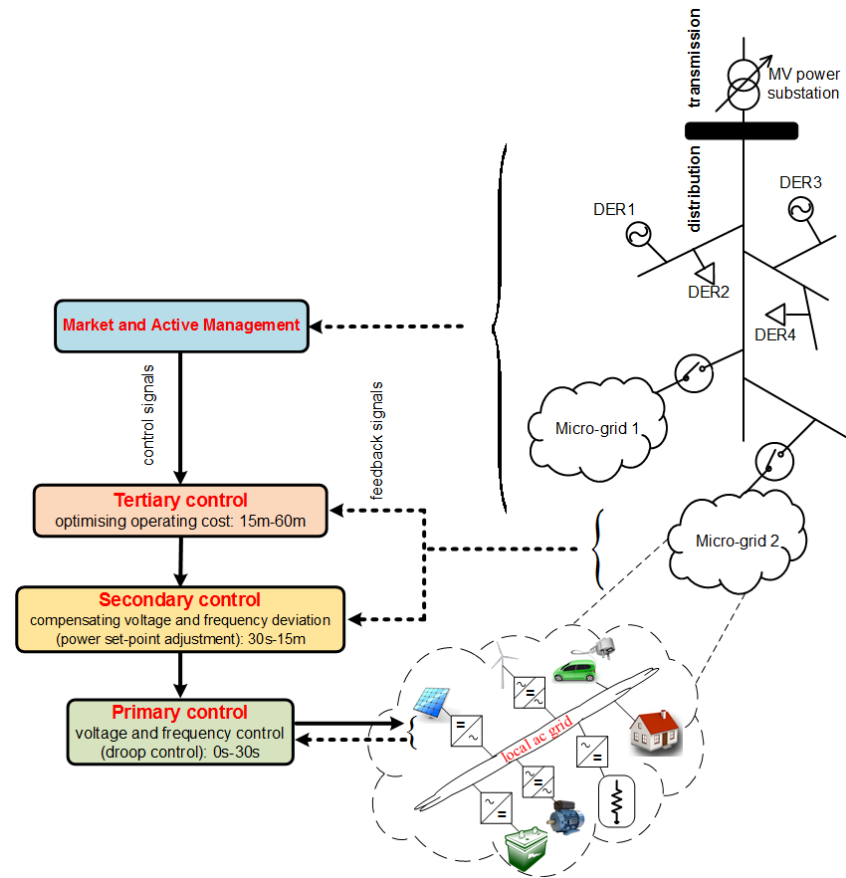 transmission
MV power
substation
distribution
DER3
DER1
DER2
DER4
Market and Active Management
control signals
feedback signals
Micro-grid 1
Tertiary control
optimising operating cost: 15m-60m
Micro-grid 2
Secondary control
compensating voltage and frequency deviation
(power set-point adjustment): 30s-15m
Primary control
voltage and frequency control
(droop control): 0s-30s
local ac grid